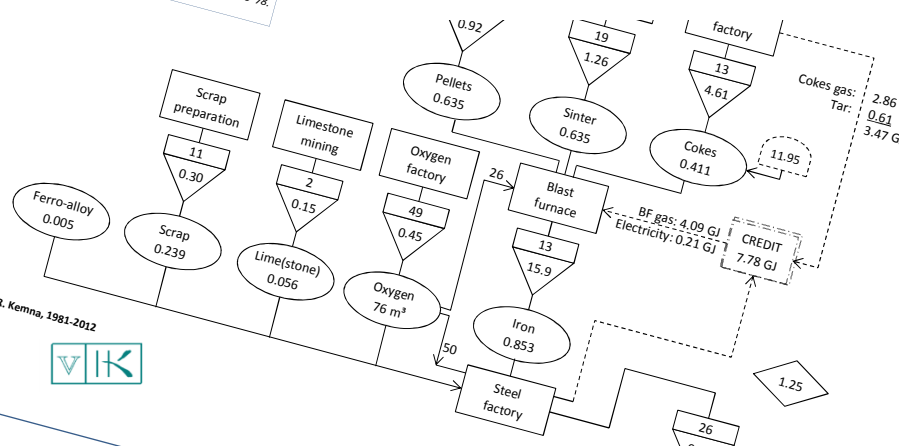 %.
0.92
19
1.26
factory
13
4.61
Cokes gas: 2.86
Tar: 0.61
3.47 G
Pellets
0.635
Sinter
0.635
Cokes
0.411
11.95
Scrap
preparation
11
0.30
Limestone
mining
2
0.15
Oxygen
factory
49
0.45
26
Blast
furnace
13
15.9
BF gas: 4.09 GJ
Electricity: 0.21 GJ
CREDIT
7.78 GJ
Ferro-alloy
0.005
Scrap
0.239
Lime(stone)
0.056
Oxygen
76 m³
Iron
0.853
50
Steel
factory
1.25
26
R. Kemna, 1981-2012
V K